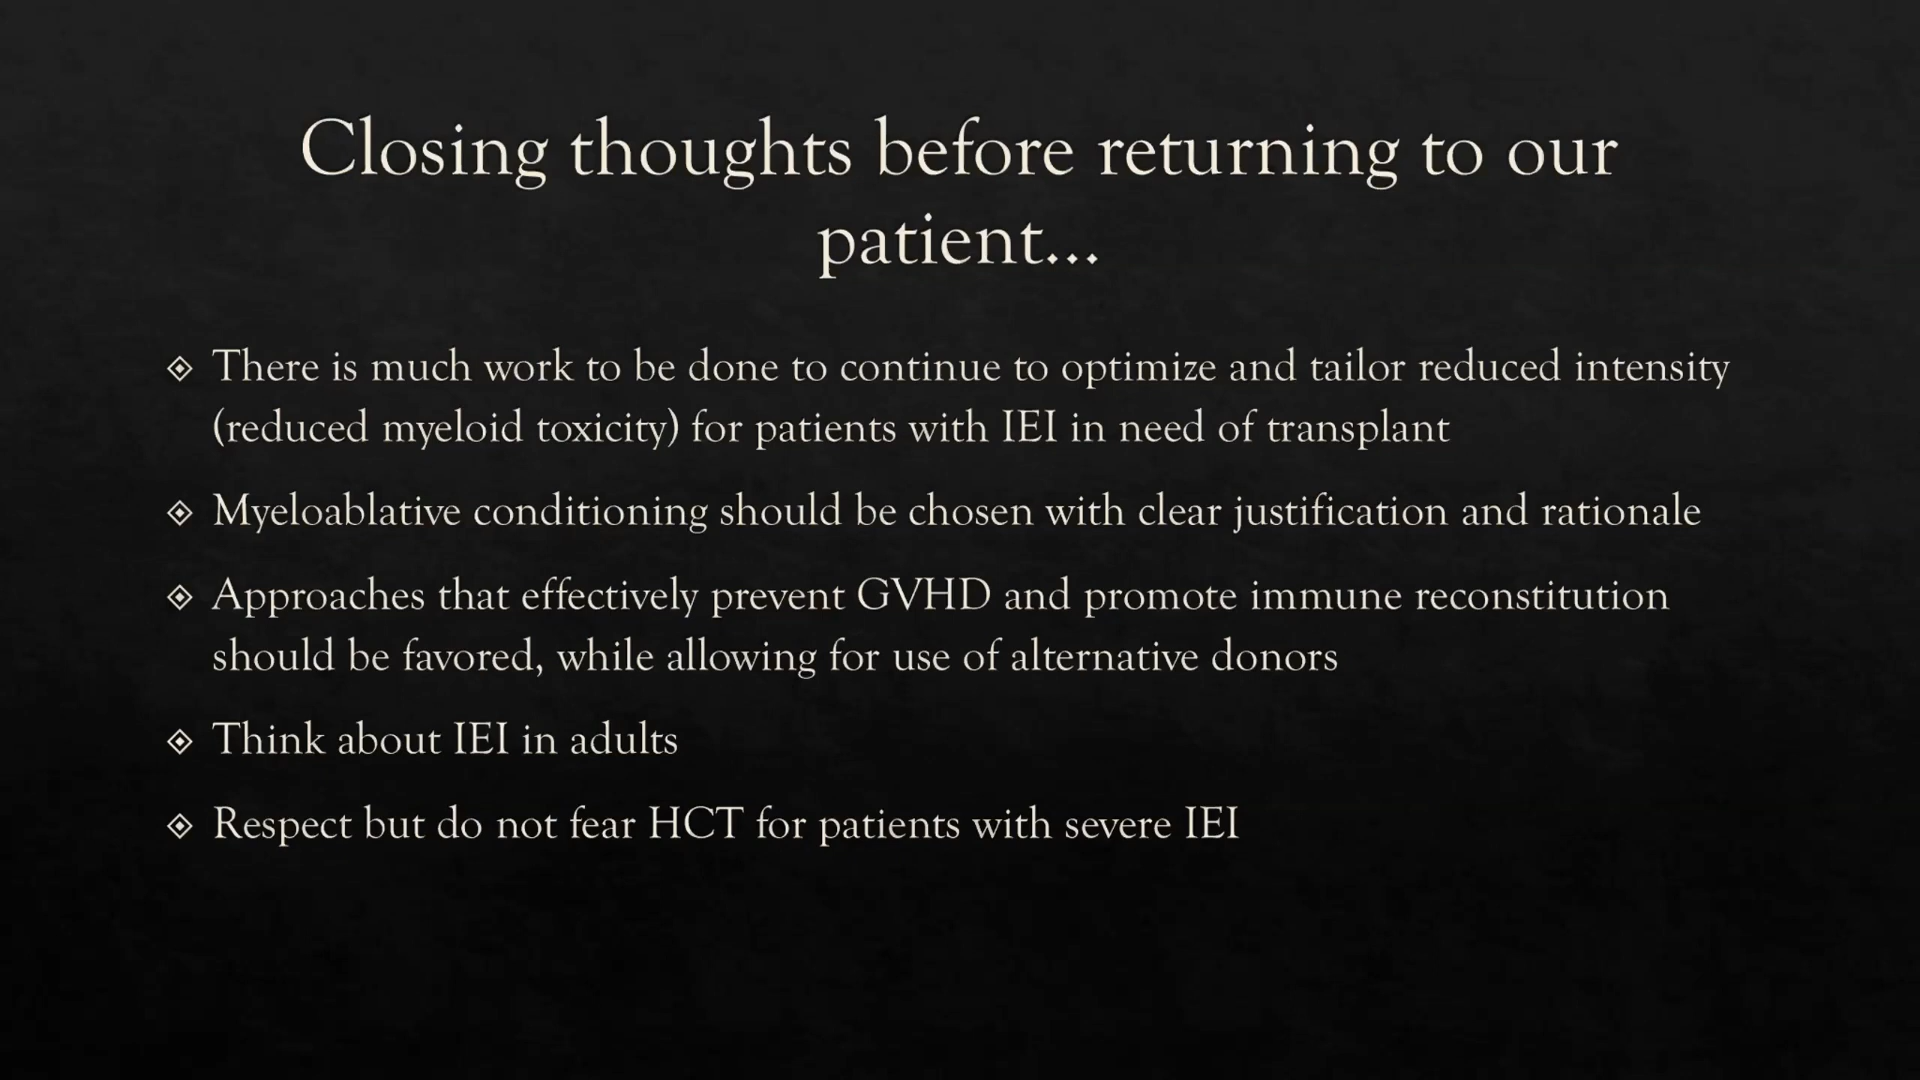 Closing thoughts before returning to our
patient...
There is much work to be done to continue to optimize and tailor reduced intensity
(reduced myeloid toxicity) for patients with IEI in need of transplant
Myeloablative conditioning should be chosen with clear justification and rationale
Approaches that effectively prevent GVHD and promote immune reconstitution
should be favored, while allowing for use of alternative donors
Think about IEI in adults
Respect but do not fear HCT for patients with severe IEI